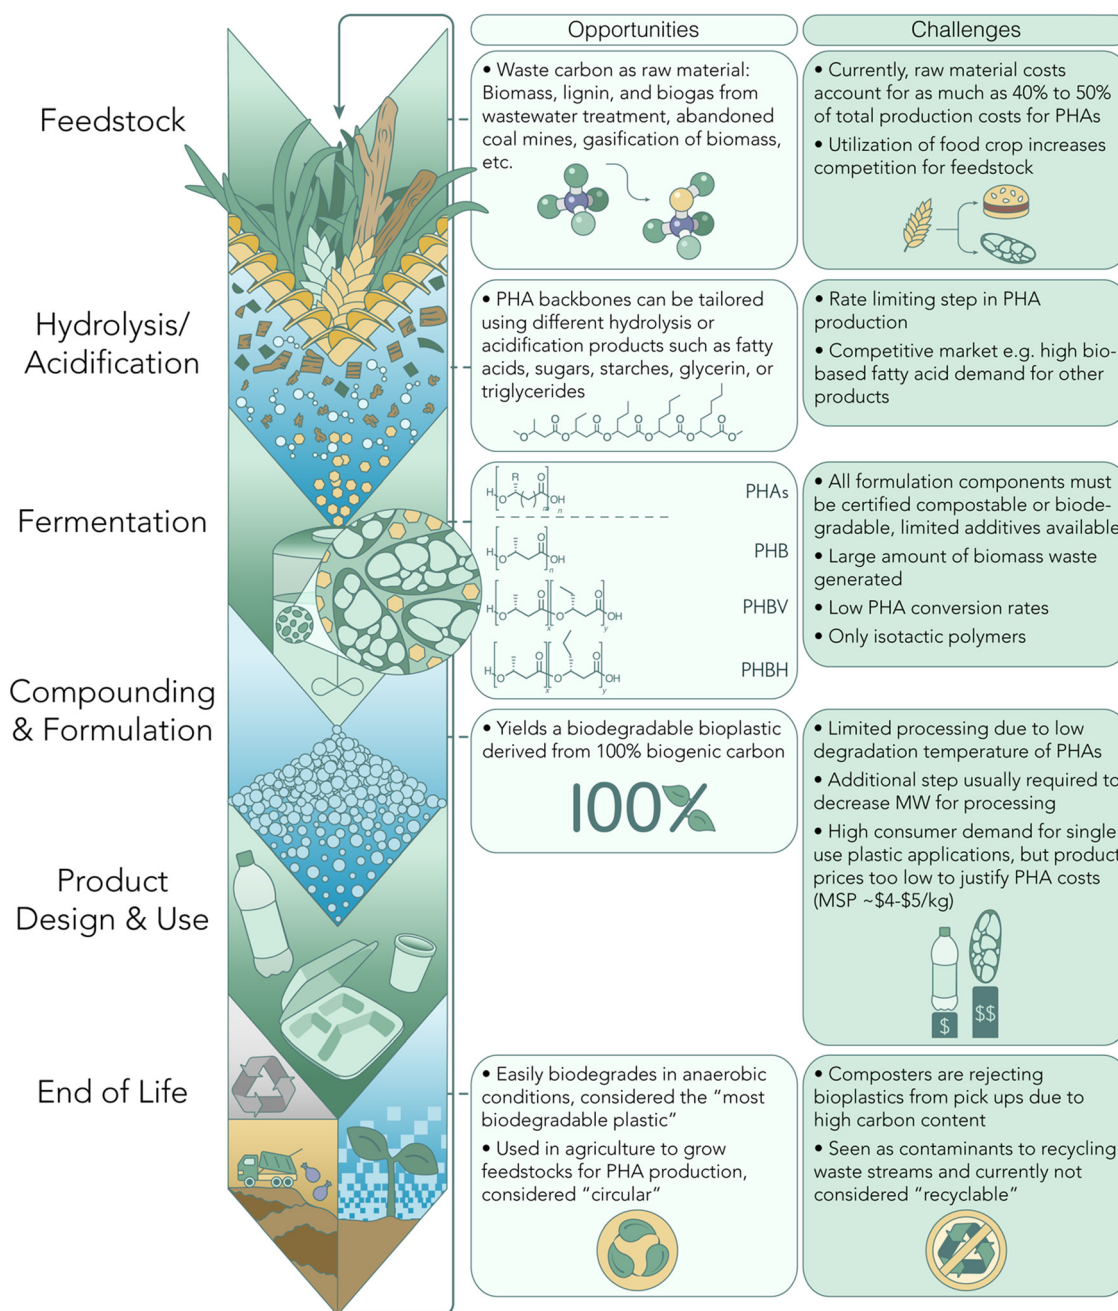 Opportunities
Challenges
Feedstock
• Waste carbon as raw material:
Biomass, lignin, and biogas from
wastewater treatment, abandoned
coal mines, gasification of biomass,
etc.
• Currently, raw material costs
account for as much as 40% to 50%
of total production costs for PHAs
• Utilization of food crop increases
competition for feedstock
Hydrolysis/
Acidification
• PHA backbones can be tailored
using different hydrolysis or
acidification products such as fatty
acids, sugars, starches, glycerin, or
triglycerides
O
O
O
O
O
O
O
O
O
O
O
• Rate limiting step in PHA
production
• Competitive market e.g. high bio-
based fatty acid demand for other
products
Fermentation
R
O
H
O
m
OH
n
PHAs
O
H
O
OH
n
PHB
O
O
H
O
O
OH
x
y
PHBV
O
O
H
O
O
OH
x
y
PHBH
• All formulation components must
be certified compostable or biode-
gradable, limited additives available
• Large amount of biomass waste
generated
• Low PHA conversion rates
• Only isotactic polymers
Compounding
& Formulation
• Yields a biodegradable bioplastic
derived from 100% biogenic carbon
100%
• Limited processing due to low
degradation temperature of PHAs
• Additional step usually required to
decrease MW for processing
• High consumer demand for single
use plastic applications, but product
prices too low to justify PHA costs
(MSP ~$4-$5/kg)
$
$$
Product
Design & Use
End of Life
• Easily biodegrades in anaerobic
conditions, considered the “most
biodegradable plastic”
• Used in agriculture to grow
feedstocks for PHA production,
considered “circular”
• Composters are rejecting
bioplastics from pick ups due to
high carbon content
• Seen as contaminants to recycling
waste streams and currently not
considered “recyclable”